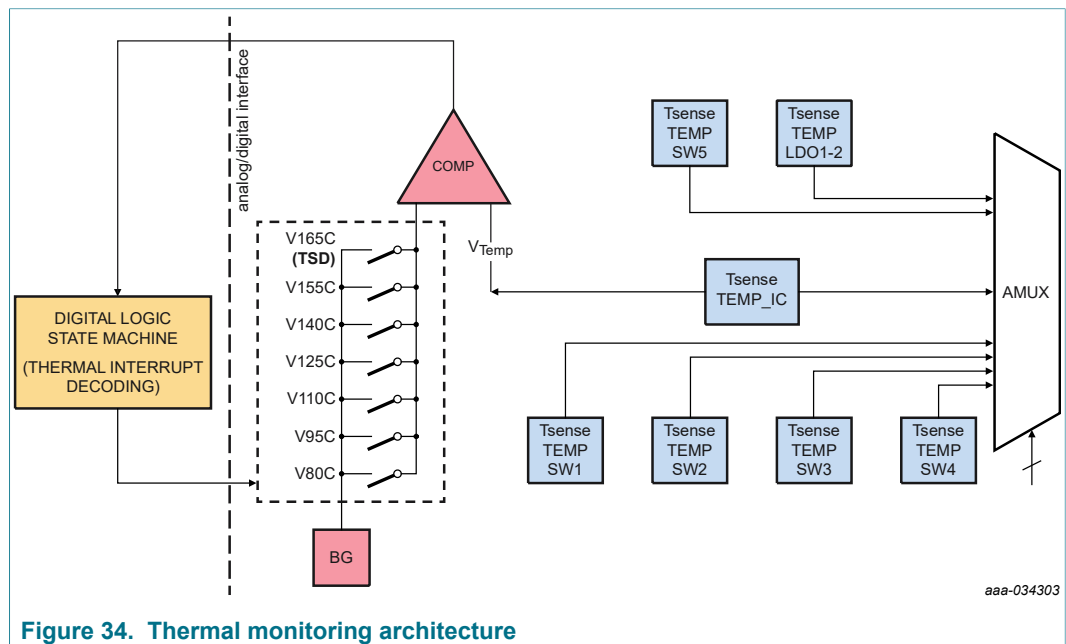 analog/digital interface
COMP
VTemp
V165C
(TSD)
V155C
V140C
V125C
V110C
V95C
V80C
BG
DIGITAL LOGIC
STATE MACHINE
(THERMAL INTERRUPT
DECODING)
Tsense
TEMP
SW5
Tsense
TEMP
LDO1-2
Tsense
TEMP_IC
AMUX
Tsense
TEMP
SW1
Tsense
TEMP
SW2
Tsense
TEMP
SW3
Tsense
TEMP
SW4
aaa-034303
Figure 34. Thermal monitoring architecture